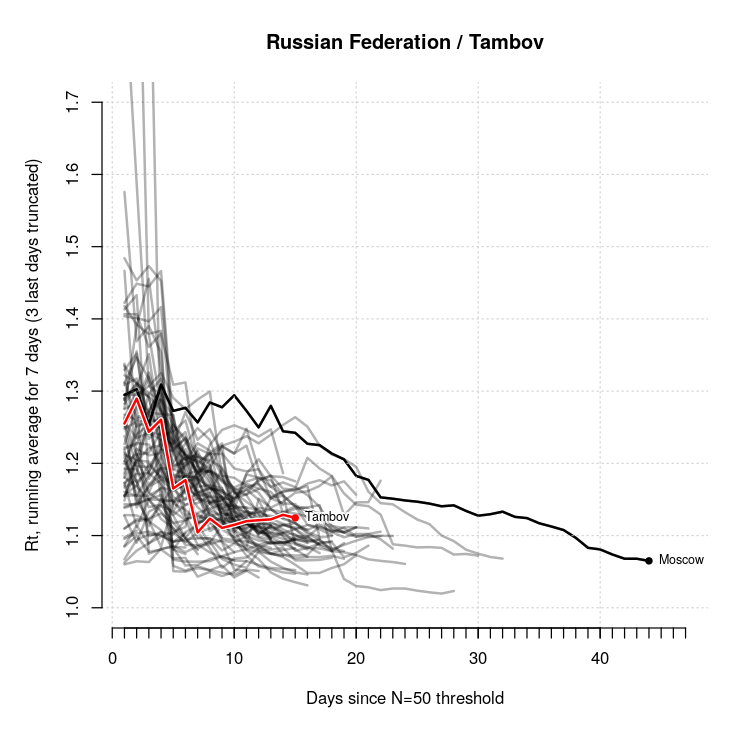 Russian Federation / Tambov
Rt, running average for 7 days (3 last days truncated)
1.7
1.6
1.5
1.4
1.3
1.2
1.1
1.0
Tambov
Moscow
0 10 20 30 40
Days since N=50 threshold